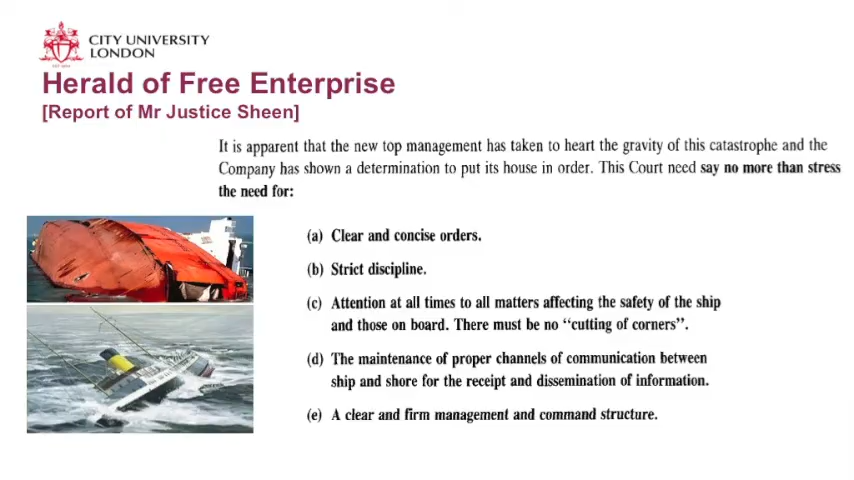 CITY UNIVERSITY
LONDON
Herald of Free Enterprise
[Report of Mr Justice Sheen]
It is apparent that the new top management has taken to heart the gravity of this catastrophe and the
Company has shown a determination to put its house in order. This Court need say no more than stress
the need for:
(a) Clear and concise orders.
(b) Strict discipline.
(c) Attention at all times to all matters affecting the safety of the ship
and those on board. There must be no “cutting of corners”.
(d) The maintenance of proper channels of communication between
ship and shore for the receipt and dissemination of information.
(e) A clear and firm management and command structure.